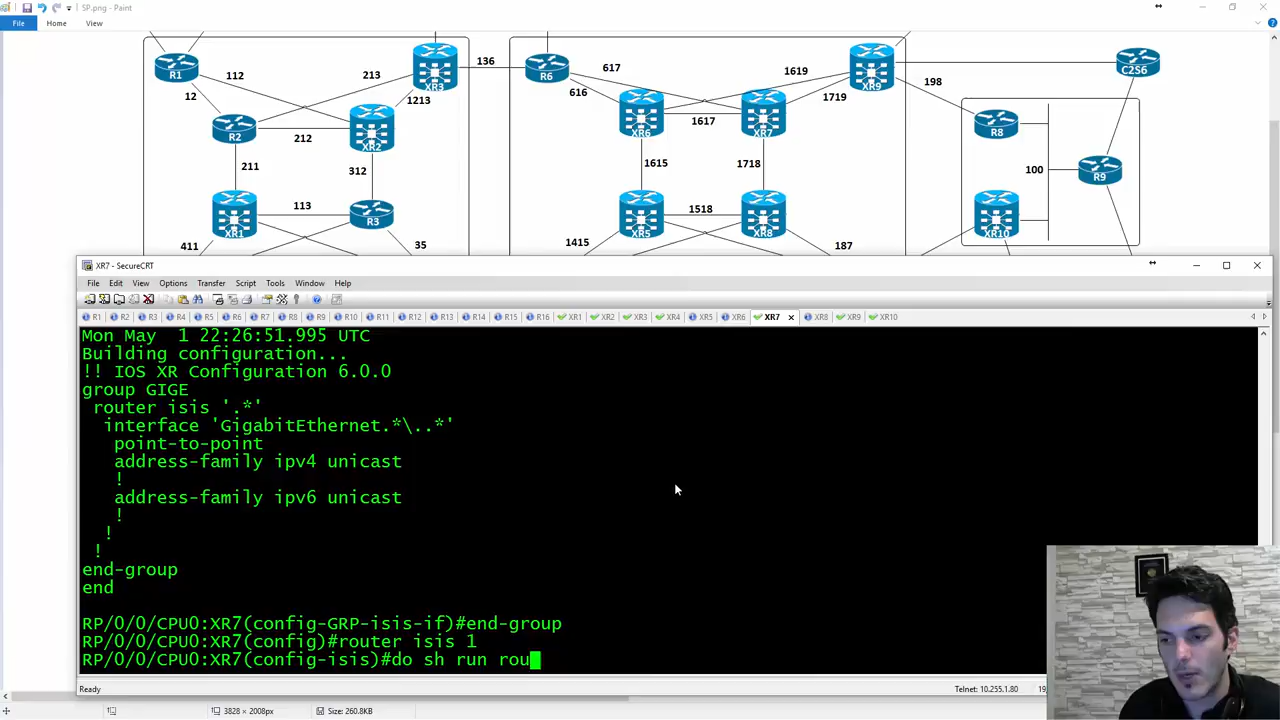 SP.png - Paint
File Home View
R1
112
12
R2
213
XR3
1213
XR2
212
211
312
XR1
113
R3
411
35
136
R6
617
616
XR6
1617
XR7
1619
1719
XR9
198
C2S6
R8
100
R9
XR10
1615
1718
XR5
1518
XR8
1415
187
XR7 - SecureCRT
File Edit View Options Transfer Script Tools Window Help
R1 R2 R3 R4 R5 R6 R7 R8 R9 R10 R11 R12 R13 R14 R15 R16 XR1 XR2 XR3 XR4 XR5 XR6 XR7 XR8 XR9 XR10
Mon May 1 22:26:51.995 UTC
Building configuration...
!! IOS XR Configuration 6.0.0
group GIGE
router isis '.*'
interface 'GigabitEthernet.*\..*'
point-to-point
address-family ipv4 unicast
!
address-family ipv6 unicast
!
!
!
end-group
end
RP/0/0/CPU0:XR7(config-GRP-isis-if)#end-group
RP/0/0/CPU0:XR7(config)#router isis 1
RP/0/0/CPU0:XR7(config-isis)#do sh run rou
Ready
Telnet: 10.255.1.80
19,
3828 × 2008px
Size: 260.8KB